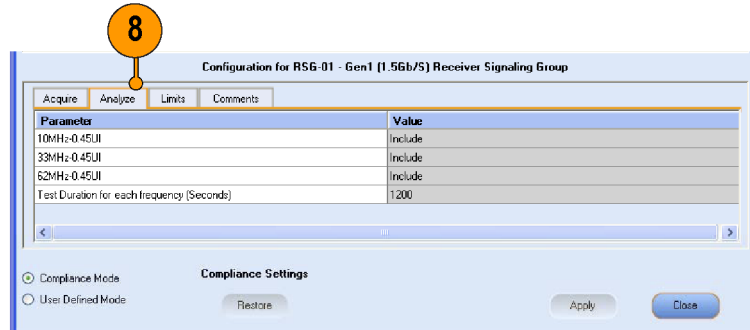 8
Configuration for RSG-01 - Gen1 (1.5Gb/S) Receiver Signaling Group
Acquire Analyze Limits Comments
Parameter Value
10MHz-0.45UI Include
33MHz-0.45UI Include
62MHz-0.45UI Include
Test Duration for each frequency (Seconds) 1200
Compliance Mode Compliance Settings
User Defined Mode Restore Apply Close